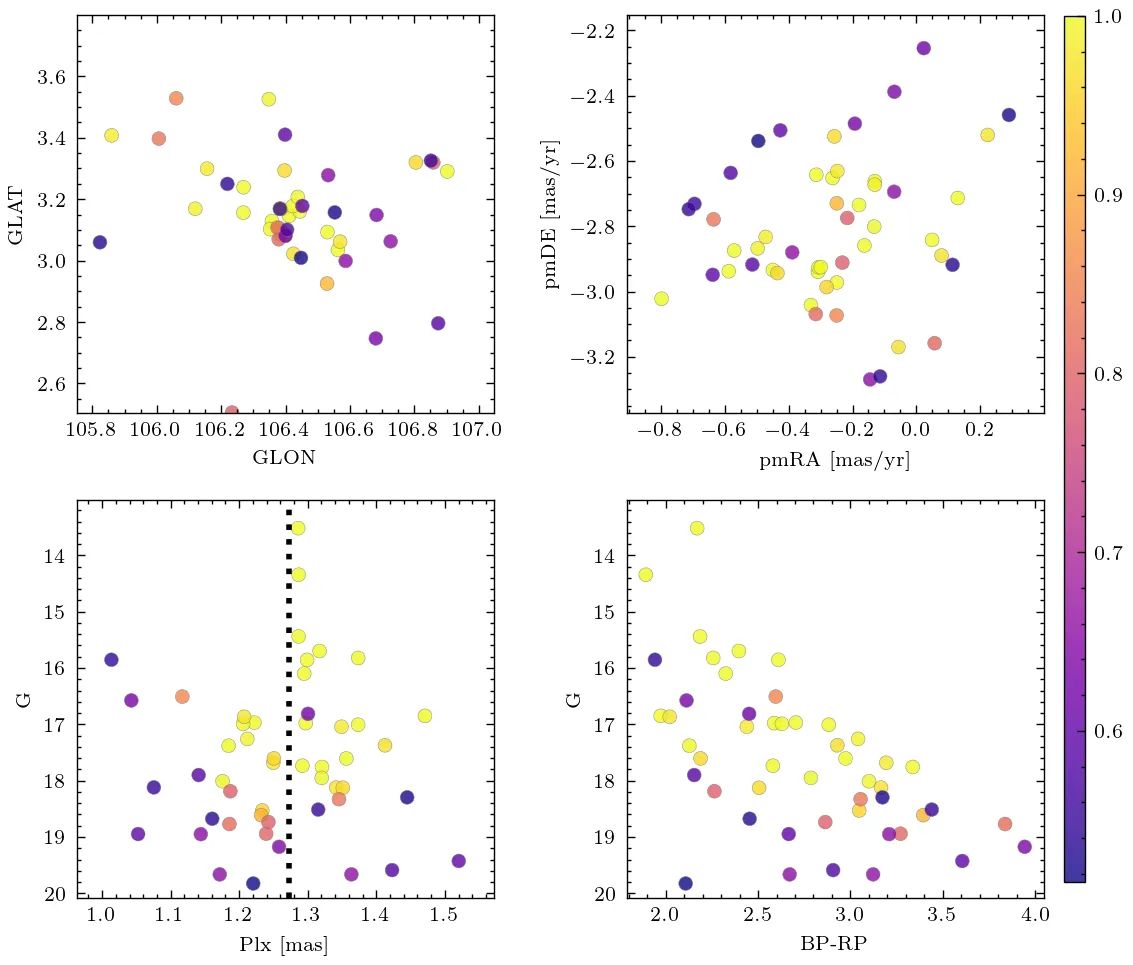 3.6
3.4
3.2
3.0
2.8
2.6
GLAT
105.8 106.0 106.2 106.4 106.6 106.8 107.0
GLON
−2.2
−2.4
−2.6
−2.8
−3.0
−3.2
pmDE [mas/yr]
−0.8 −0.6 −0.4 −0.2 0.0 0.2
pmRA [mas/yr]
1.0
0.9
0.8
0.7
0.6
14
15
16
17
18
19
20
G
1.0 1.1 1.2 1.3 1.4 1.5
Plx [mas]
14
15
16
17
18
19
20
G
2.0 2.5 3.0 3.5 4.0
BP-RP